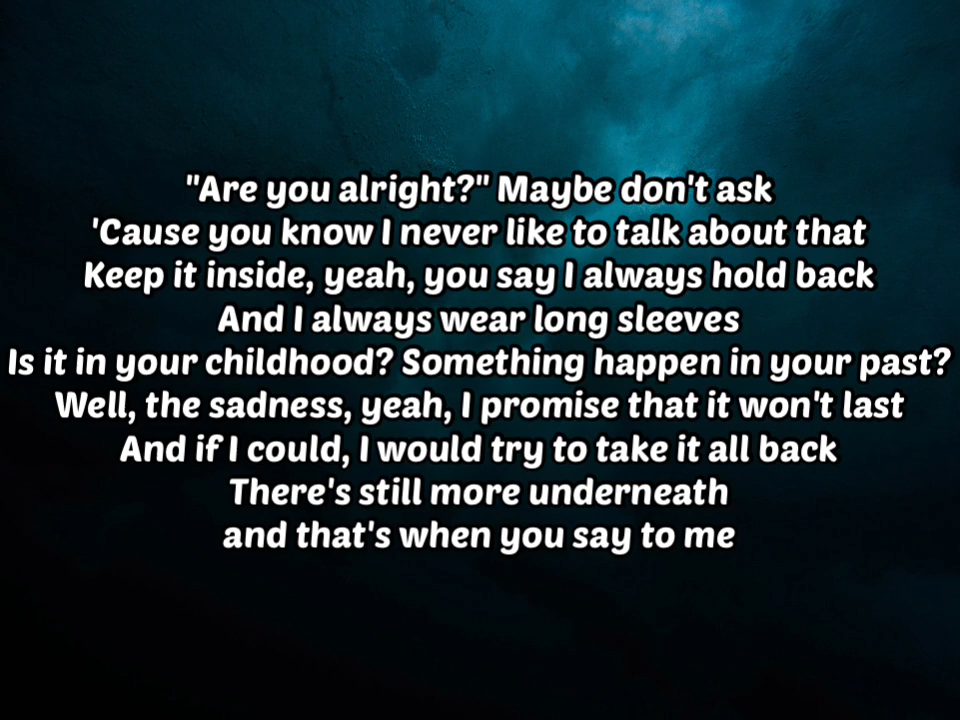 "Are you alright?" Maybe don't ask
'Cause you know I never like to talk about that
Keep it inside, yeah, you say I always hold back
And I always wear long sleeves
Is it in your childhood? Something happen in your past?
Well, the sadness, yeah, I promise that it won't last
And if I could, I would try to take it all back
There's still more underneath
and that's when you say to me